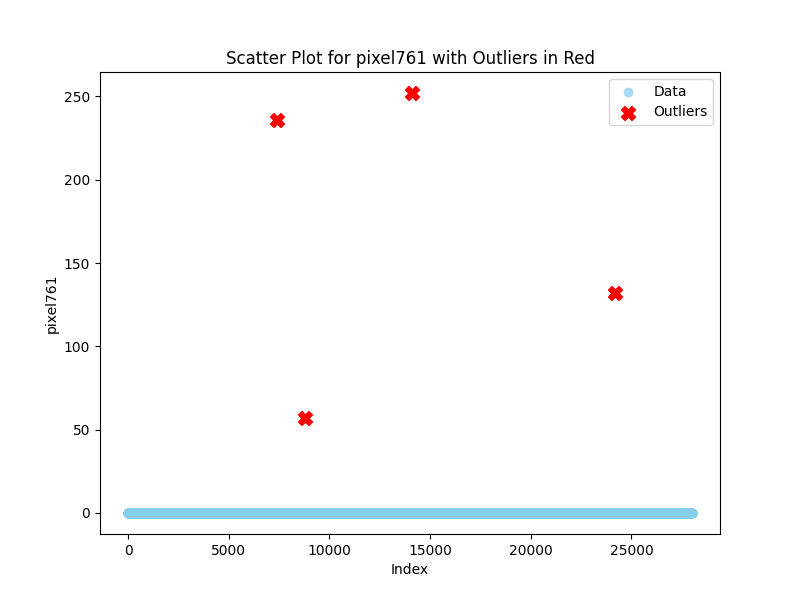 Scatter Plot for pixel761 with Outliers in Red
Data
Outliers
pixel761
250
200
150
100
50
0
0 5000 10000 15000 20000 25000
Index